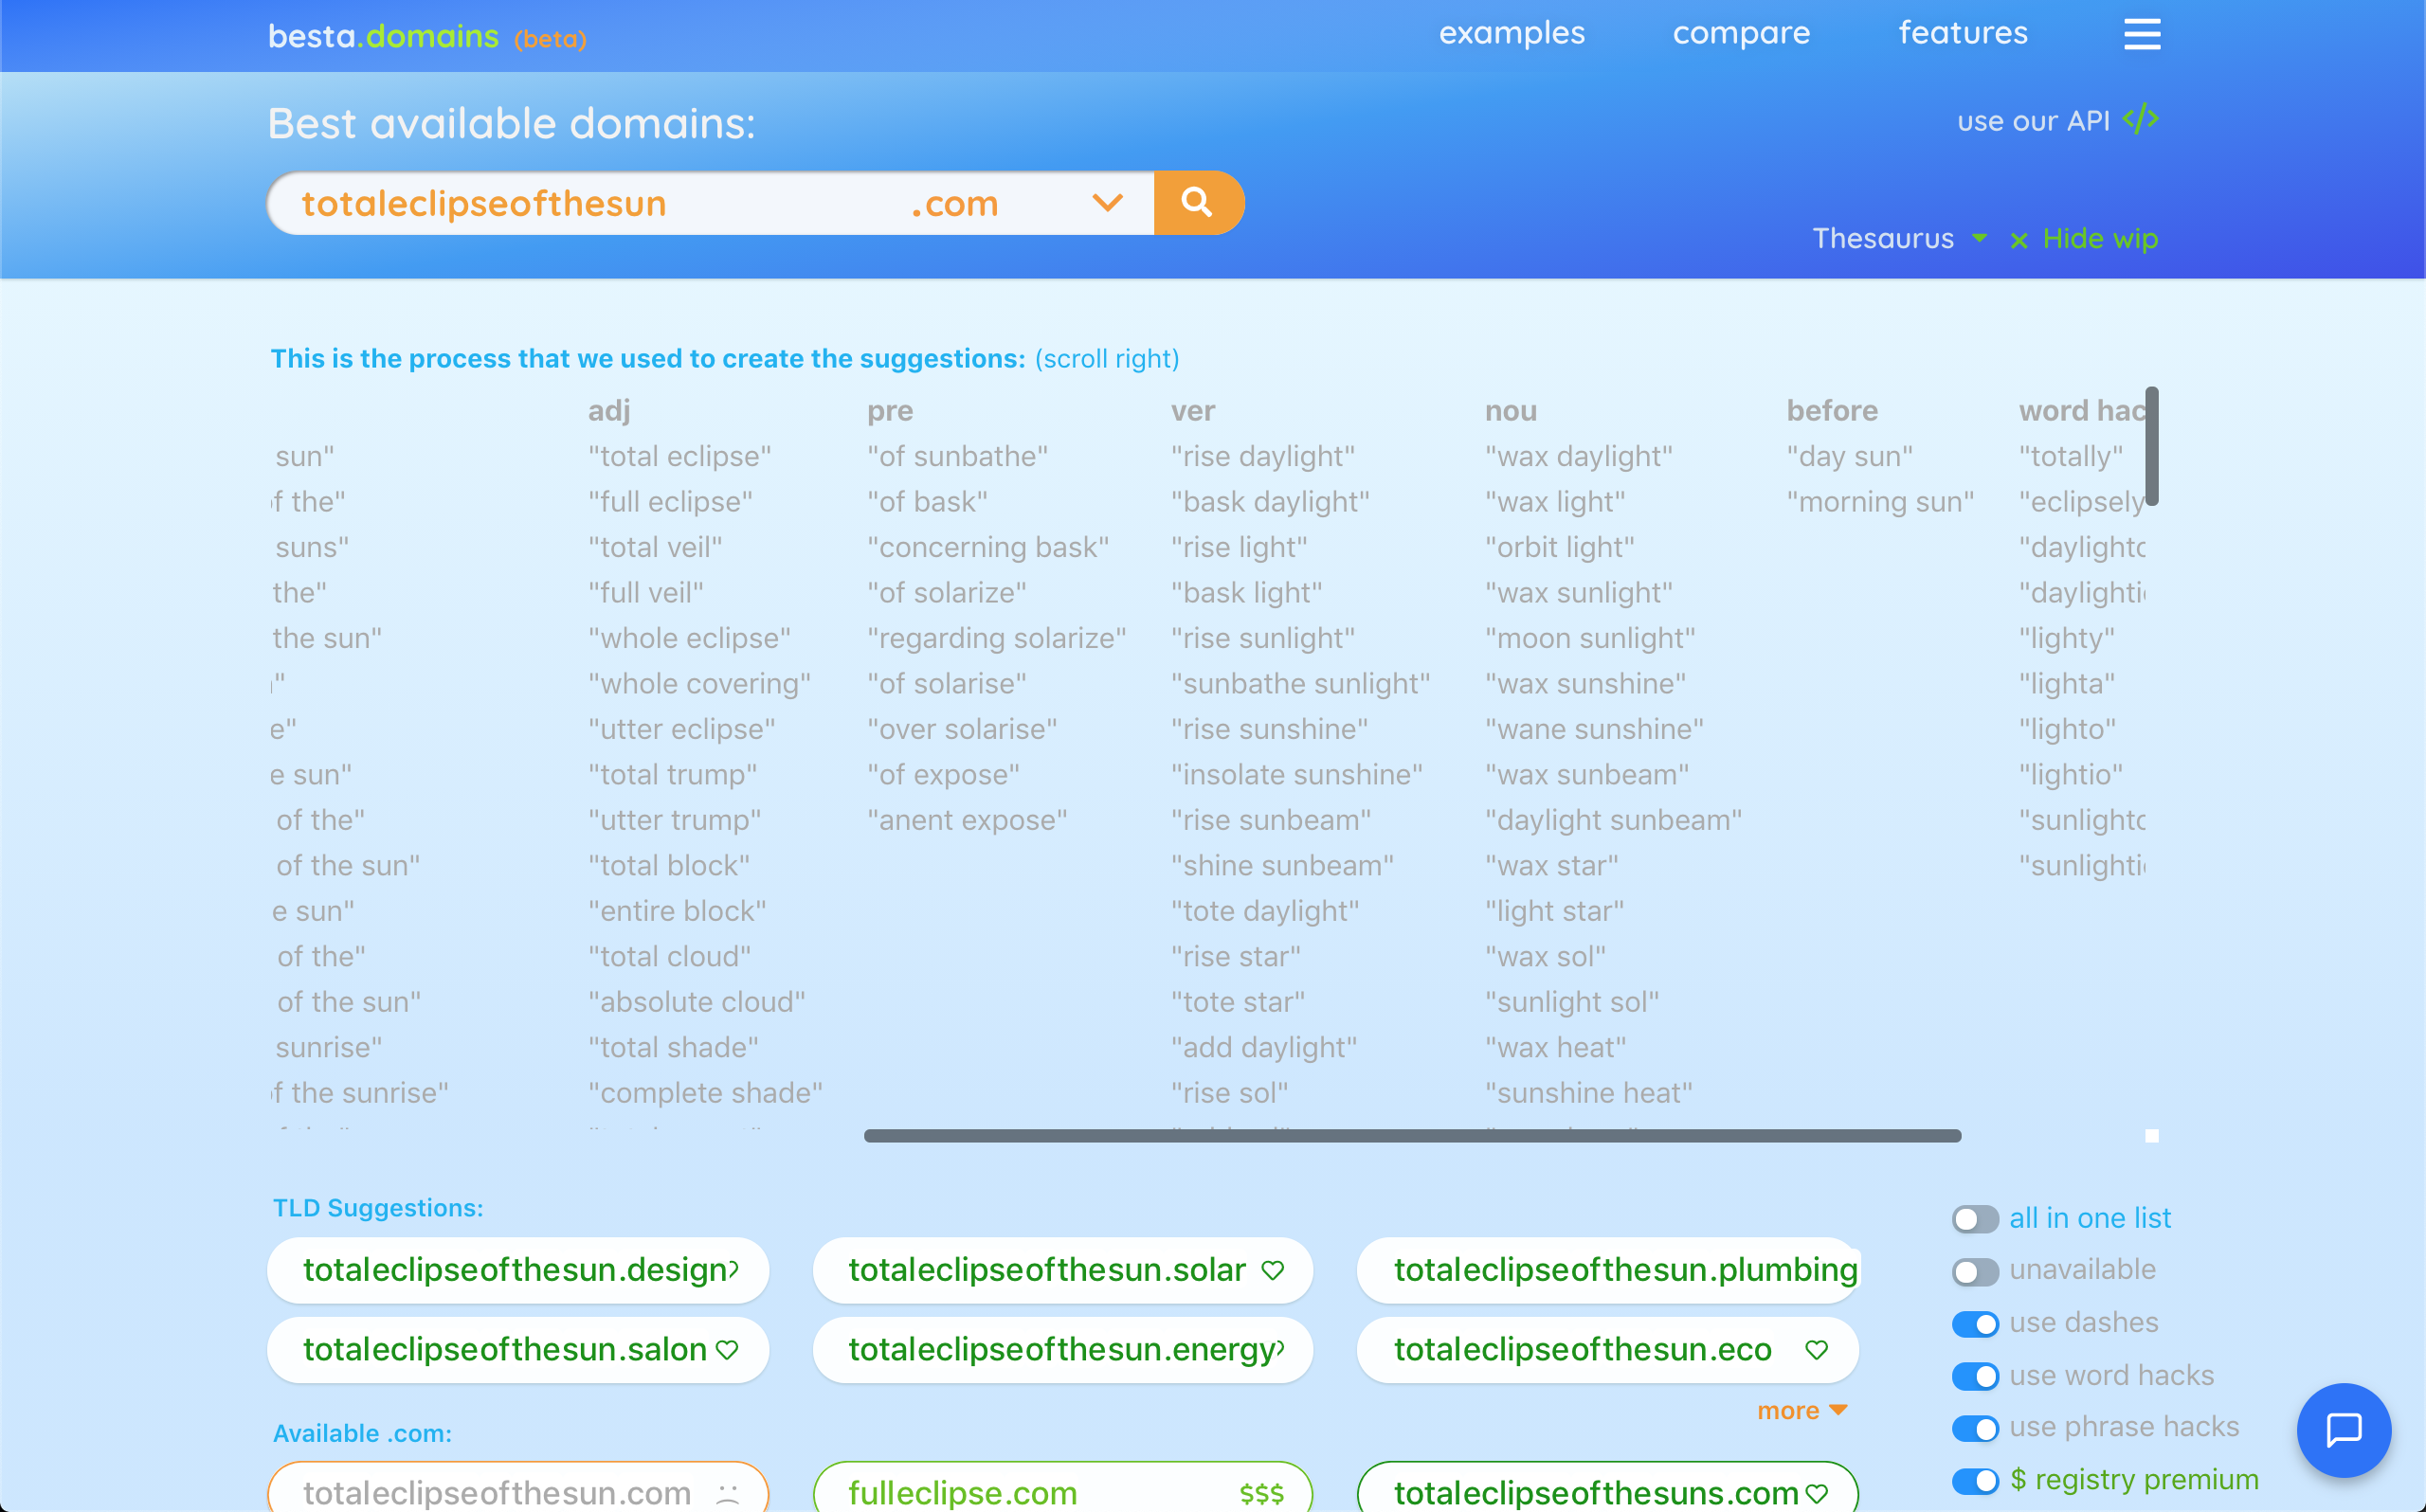 besta.domains (beta) examples compare features
Best available domains: use our API </>
totaleclipseofthesun .com
Thesaurus × Hide wip
This is the process that we used to create the suggestions: (scroll right)
adj pre ver nou before word hac
sun" "total eclipse" "of sunbathe" "rise daylight" "wax daylight" "day sun" "totally"
f the" "full eclipse" "of bask" "bask daylight" "wax light" "morning sun" "eclipsely
suns" "total veil" "concerning bask" "rise light" "orbit light" "daylighto
the" "full veil" "of solarize" "bask light" "wax sunlight" "daylighti
the sun" "whole eclipse" "regarding solarize" "rise sunlight" "moon sunlight" "lighty"
" "whole covering" "of solarise" "sunbathe sunlight" "wax sunshine" "lighta"
e" "utter eclipse" "over solarise" "rise sunshine" "wane sunshine" "lighto"
e sun" "total trump" "of expose" "insolate sunshine" "wax sunbeam" "lightio"
of the" "utter trump" "anent expose" "rise sunbeam" "daylight sunbeam" "sunlighto
of the sun" "total block" "shine sunbeam" "wax star" "sunlighti
e sun" "entire block" "tote daylight" "light star"
of the" "total cloud" "rise star" "wax sol"
of the sun" "absolute cloud" "tote star" "sunlight sol"
sunrise" "total shade" "add daylight" "wax heat"
f the sunrise" "complete shade" "rise sol" "sunshine heat"
TLD Suggestions: all in one list
totaleclipseofthesun.design totaleclipseofthesun.solar totaleclipseofthesun.plumbing unavailable
use dashes
totaleclipseofthesun.salon totaleclipseofthesun.energy totaleclipseofthesun.eco
use word hacks
more
Available .com: use phrase hacks
totaleclipseofthesun.com fulleclipse.com $$$ totaleclipseofthesuns.com $ registry premium